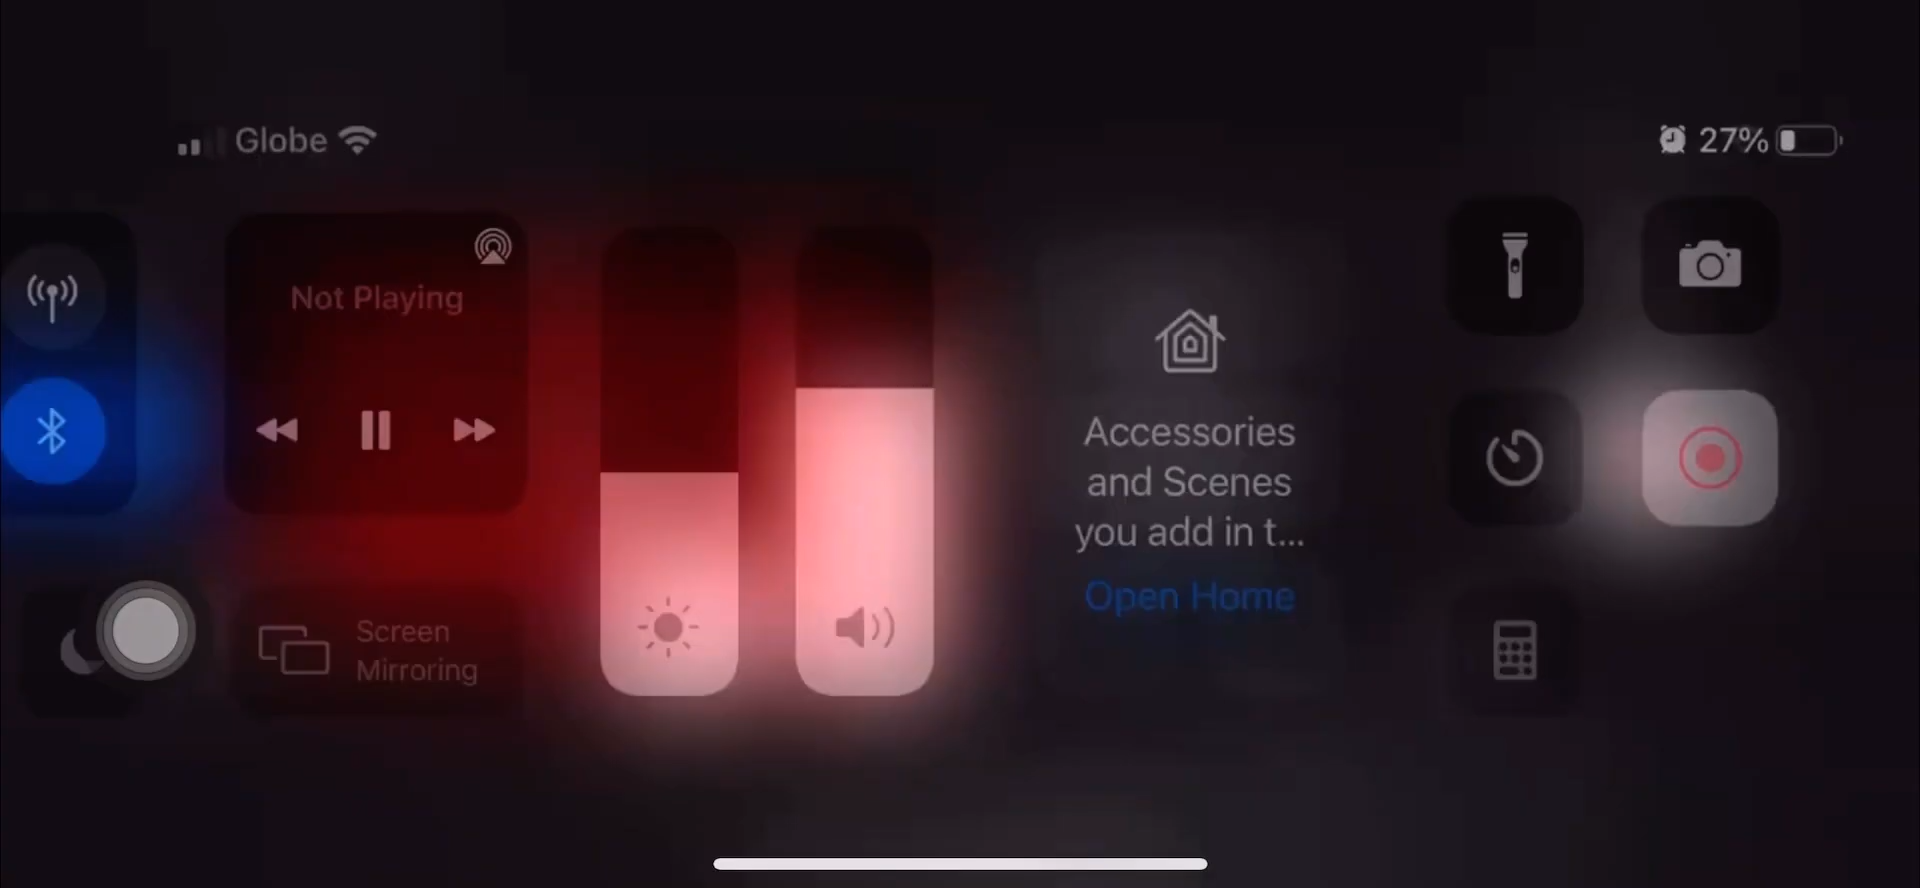 Globe
27%
Not Playing
Accessories
and Scenes
you add in t...
Open Home
Screen
Mirroring